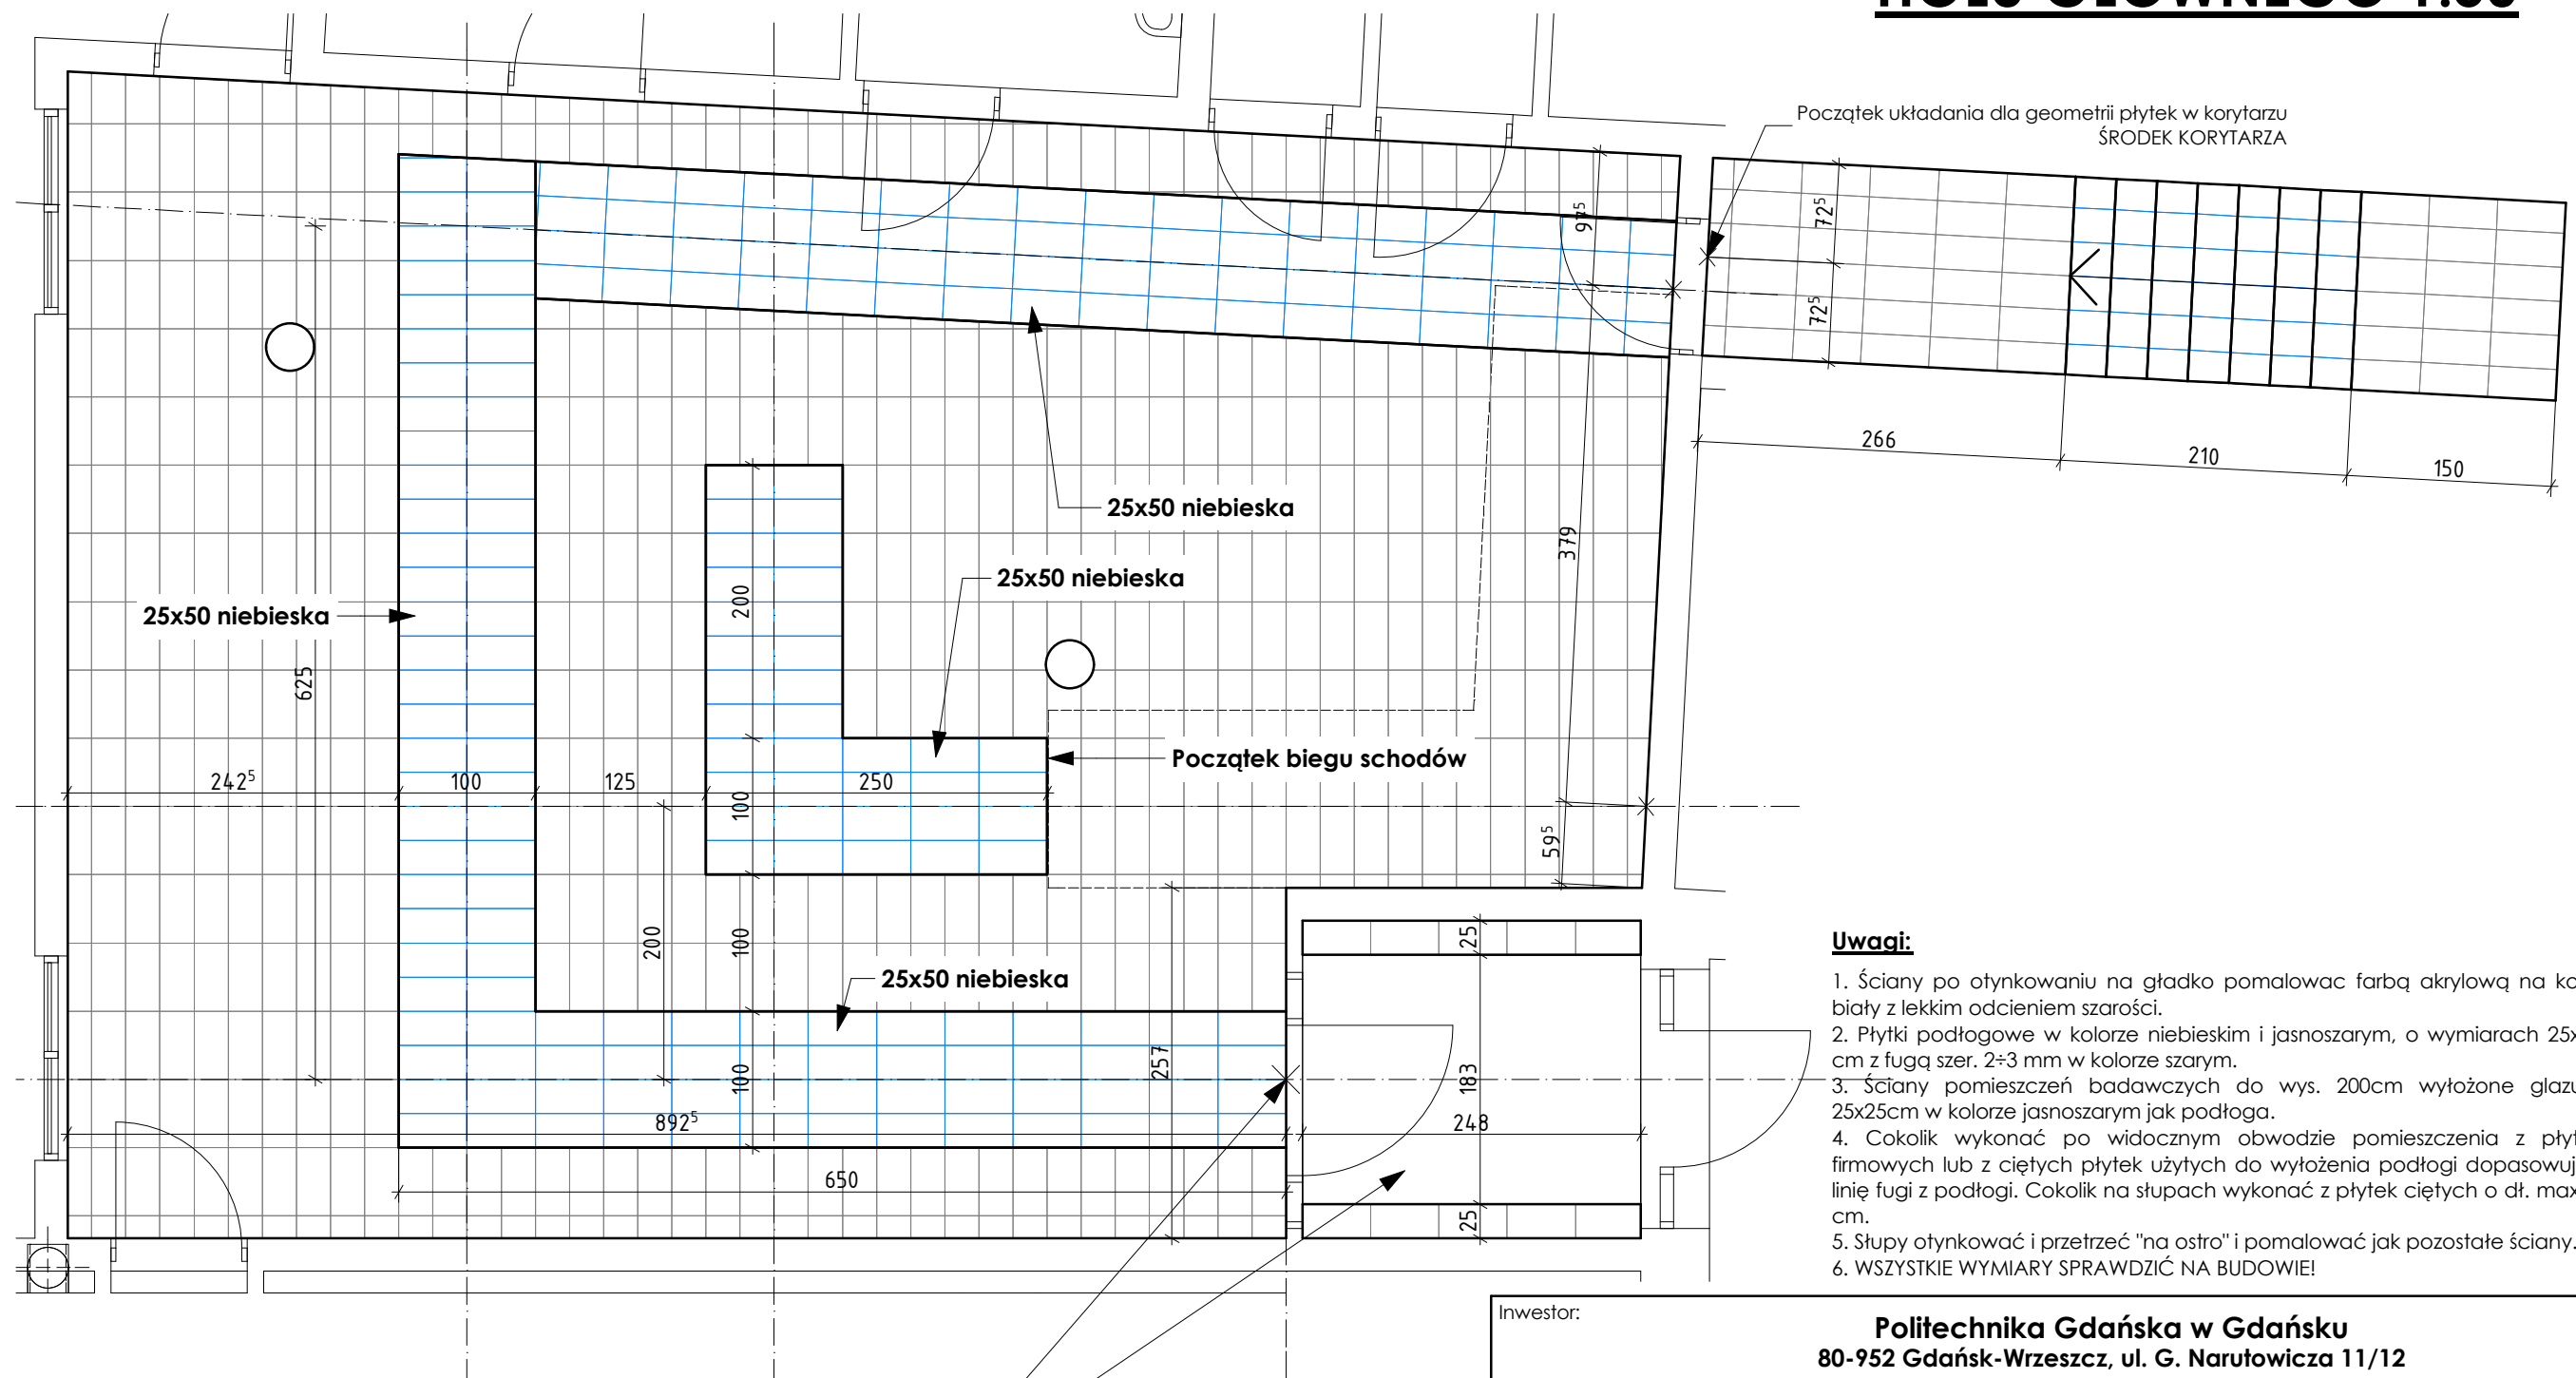 Początek układania dla geometrii płytek w korytarzu
ŚRODEK KORYTARZA
97⁵
72⁵
72⁵
266
210
150
25x50 niebieska
25x50 niebieska
25x50 niebieska
379
200
625
Początek biegu schodów
242⁵
100
125
250
100
59⁵
200
100
25x50 niebieska
25
257
183
100
892⁵
248
650
25
Uwagi:
1. Ściany po otynkowaniu na gładko pomalowac farbą akrylową na
biały z lekkim odcieniem szarości.
2. Płytki podłogowe w kolorze niebieskim i jasnoszarym, o wymiarach
cm z fugą szer. 2÷3 mm w kolorze szarym.
3. Ściany pomieszczeń badawczych do wys. 200cm wyłożone
25x25cm w kolorze jasnoszarym jak podłoga.
4. Cokolik wykonać po widocznym obwodzie pomieszczenia z
firmowych lub z ciętych płytek użytych do wyłożenia podłogi
linię fugi z podłogi. Cokolik na słupach wykonać z płytek ciętych o dł. max
cm.
5. Słupy otynkować i przetrzeć "na ostro" i pomalować jak pozostałe ściany.
6. WSZYSTKIE WYMIARY SPRAWDZIĆ NA BUDOWIE!
Inwestor:
Politechnika Gdańska w Gdańsku
80-952 Gdańsk-Wrzeszcz, ul. G. Narutowicza 11/12